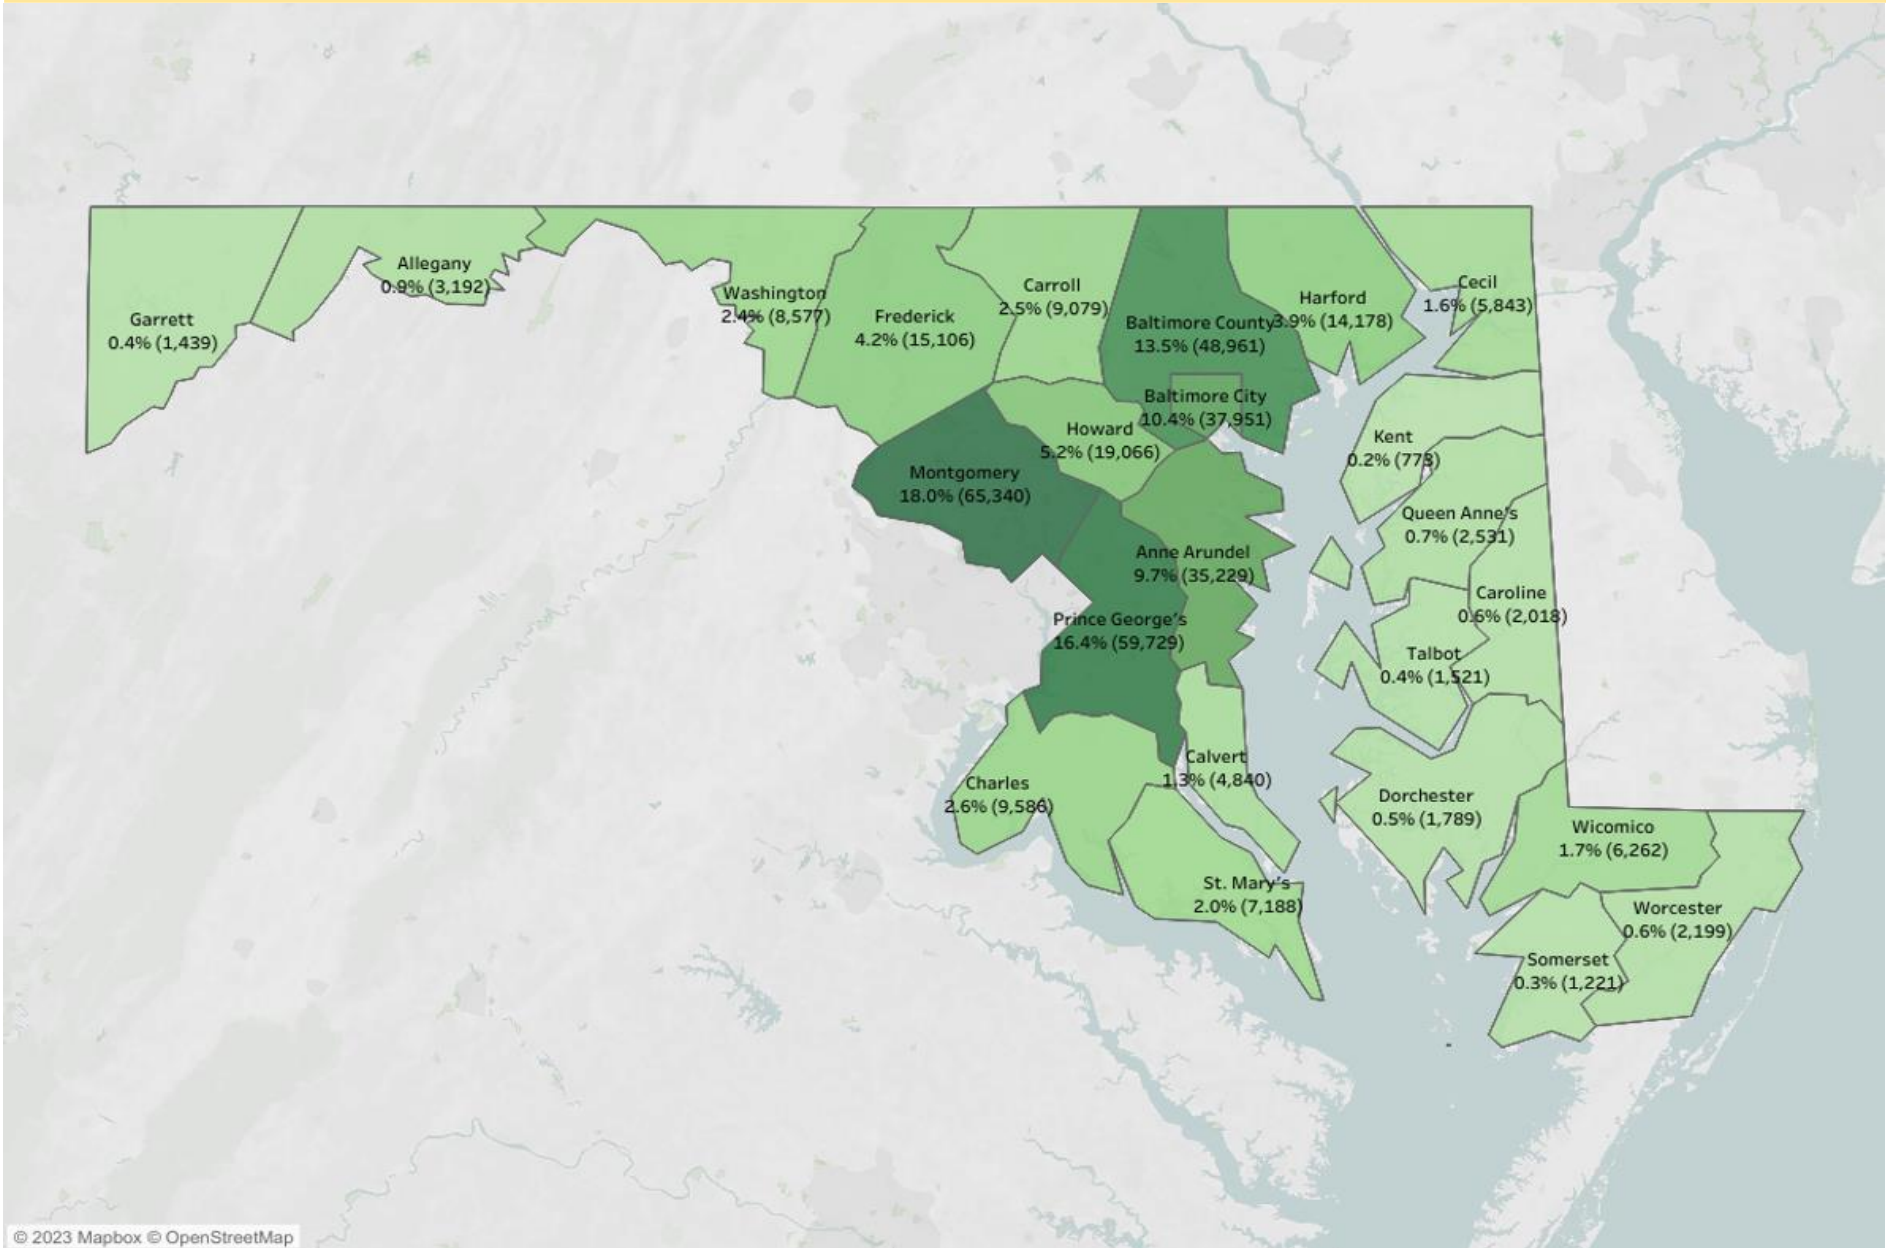 Garrett
0.4% (1,439)
Allegany
0.9% (3,192)
Washington
2.4% (8,577)
Frederick
4.2% (15,106)
Carroll
2.5% (9,079)
Baltimore County
13.5% (48,961)
Harford
3.9% (14,178)
Cecil
1.6% (5,843)
Baltimore City
10.4% (37,951)
Howard
5.2% (19,066)
Montgomery
18.0% (65,340)
Kent
0.2% (773)
Queen Anne's
0.7% (2,531)
Anne Arundel
9.7% (35,229)
Caroline
0.6% (2,018)
Prince George's
16.4% (59,729)
Talbot
0.4% (1,521)
Calvert
1.3% (4,840)
Charles
2.6% (9,586)
Dorchester
0.5% (1,789)
Wicomico
1.7% (6,262)
St. Mary's
2.0% (7,188)
Worcester
0.6% (2,199)
Somerset
0.3% (1,221)
© 2023 Mapbox © OpenStreetMap